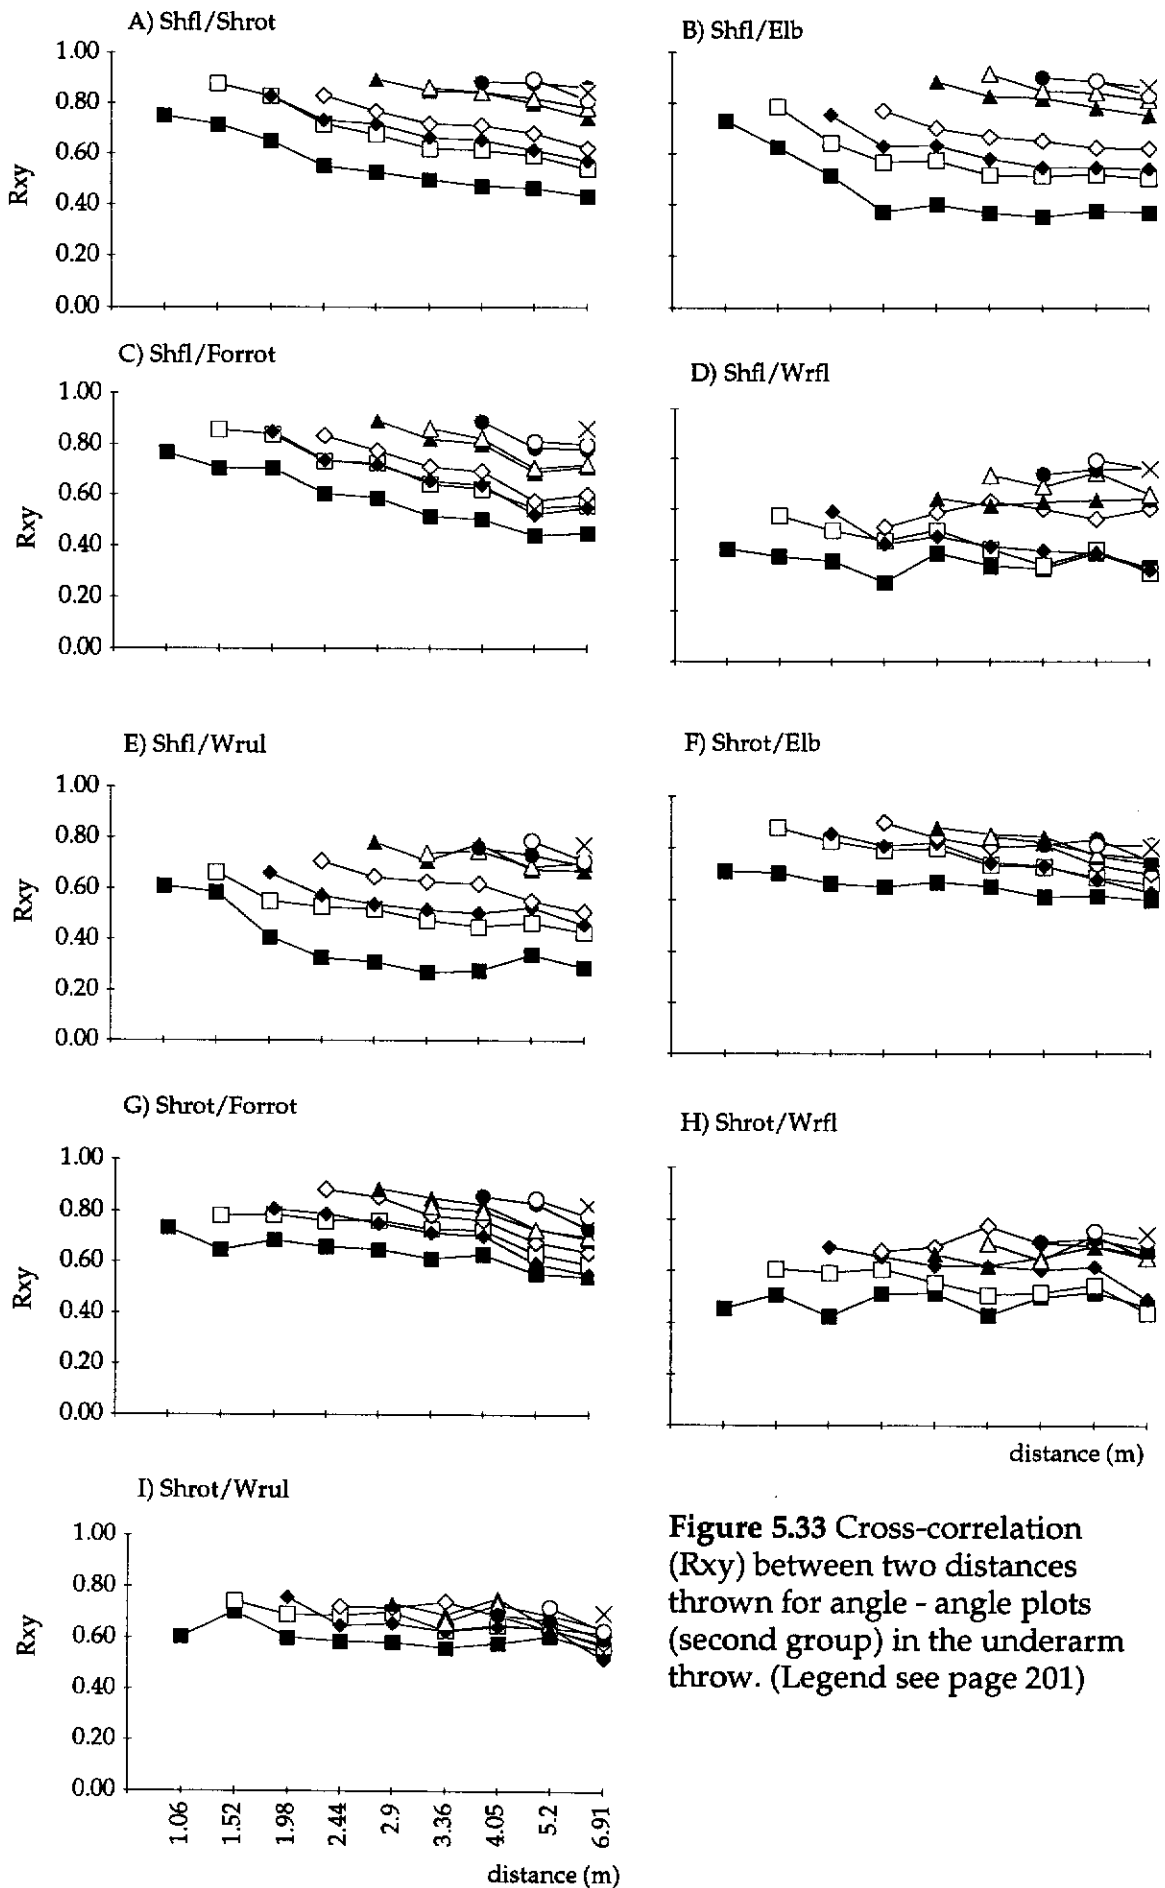 A) Shfl/Shrot
1.00
0.80
0.60
0.40
0.20
0.00
Rxy
B) Shfl/Elb
C) Shfl/Forrot
1.00
0.80
0.60
0.40
0.20
0.00
Rxy
D) Shfl/Wrfl
E) Shfl/Wrul
1.00
0.80
0.60
0.40
0.20
0.00
Rxy
F) Shrot/Elb
G) Shrot/Forrot
1.00
0.80
0.60
0.40
0.20
0.00
Rxy
H) Shrot/Wrfl
distance (m)
I) Shrot/Wrul
1.00
0.80
0.60
0.40
0.20
0.00
Rxy
1.06
1.52
1.98
2.44
2.9
3.36
4.05
5.2
6.91
distance (m)
Figure 5.33 Cross-correlation
(Rxy) between two distances
thrown for angle - angle plots
(second group) in the underarm
throw. (Legend see page 201)